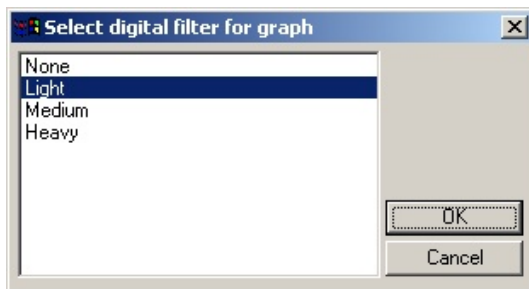 Select digital filter for graph
None
Light
Medium
Heavy
OK
Cancel